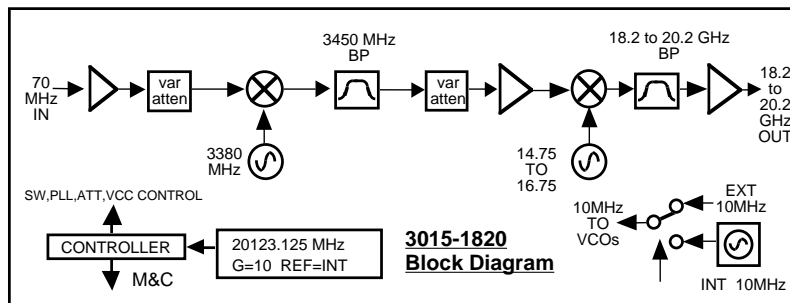 3450 MHz
BP
18.2 to 20.2 GHz
BP
70
MHz
IN
var
atten
var
atten
18.2
to
20.2
GHz
OUT
3380
MHz
14.75
TO
16.75
SW,PLL,ATT,VCC CONTROL
CONTROLLER
M&C
20123.125 MHz
G=10 REF=INT
3015-1820
Block Diagram
10MHz
TO
VCOs
EXT
10MHz
INT 10MHz